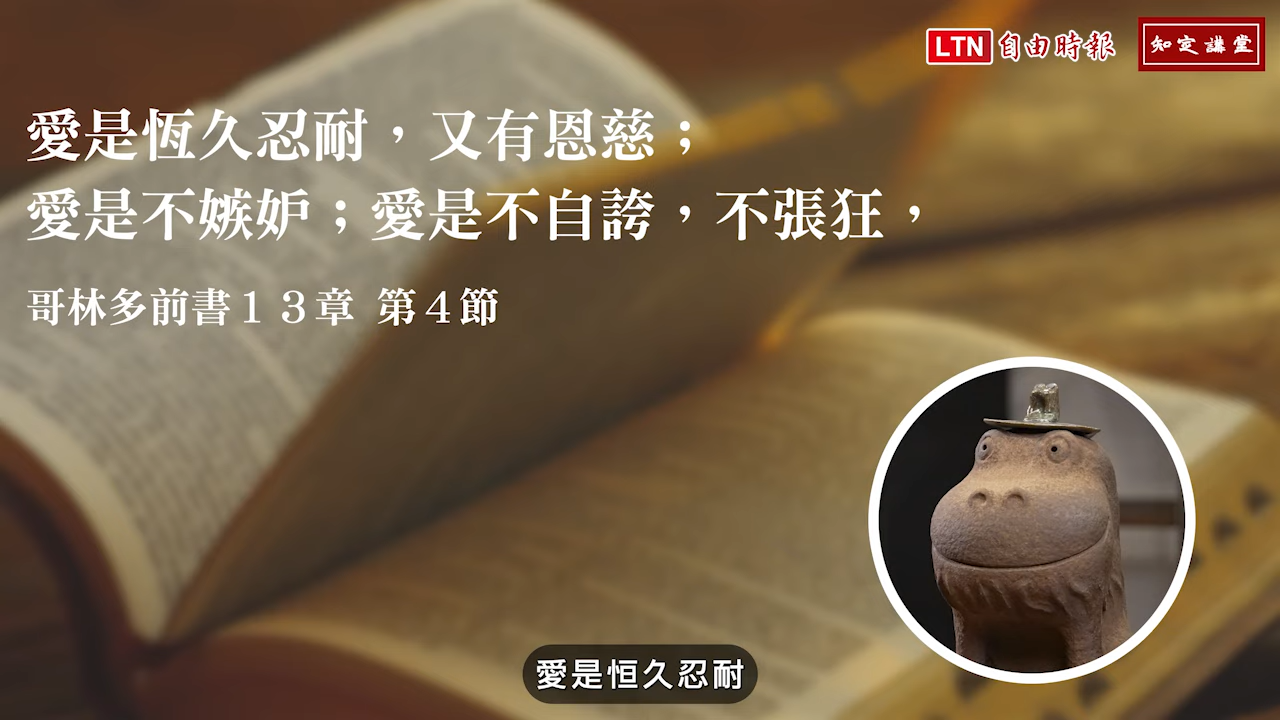 LTN 自由時報 知定講堂
愛是恆久忍耐，又有恩慈；
愛是不嫉妒；愛是不自誇，不張狂，
哥林多前書１３章 第４節
愛是恒久忍耐